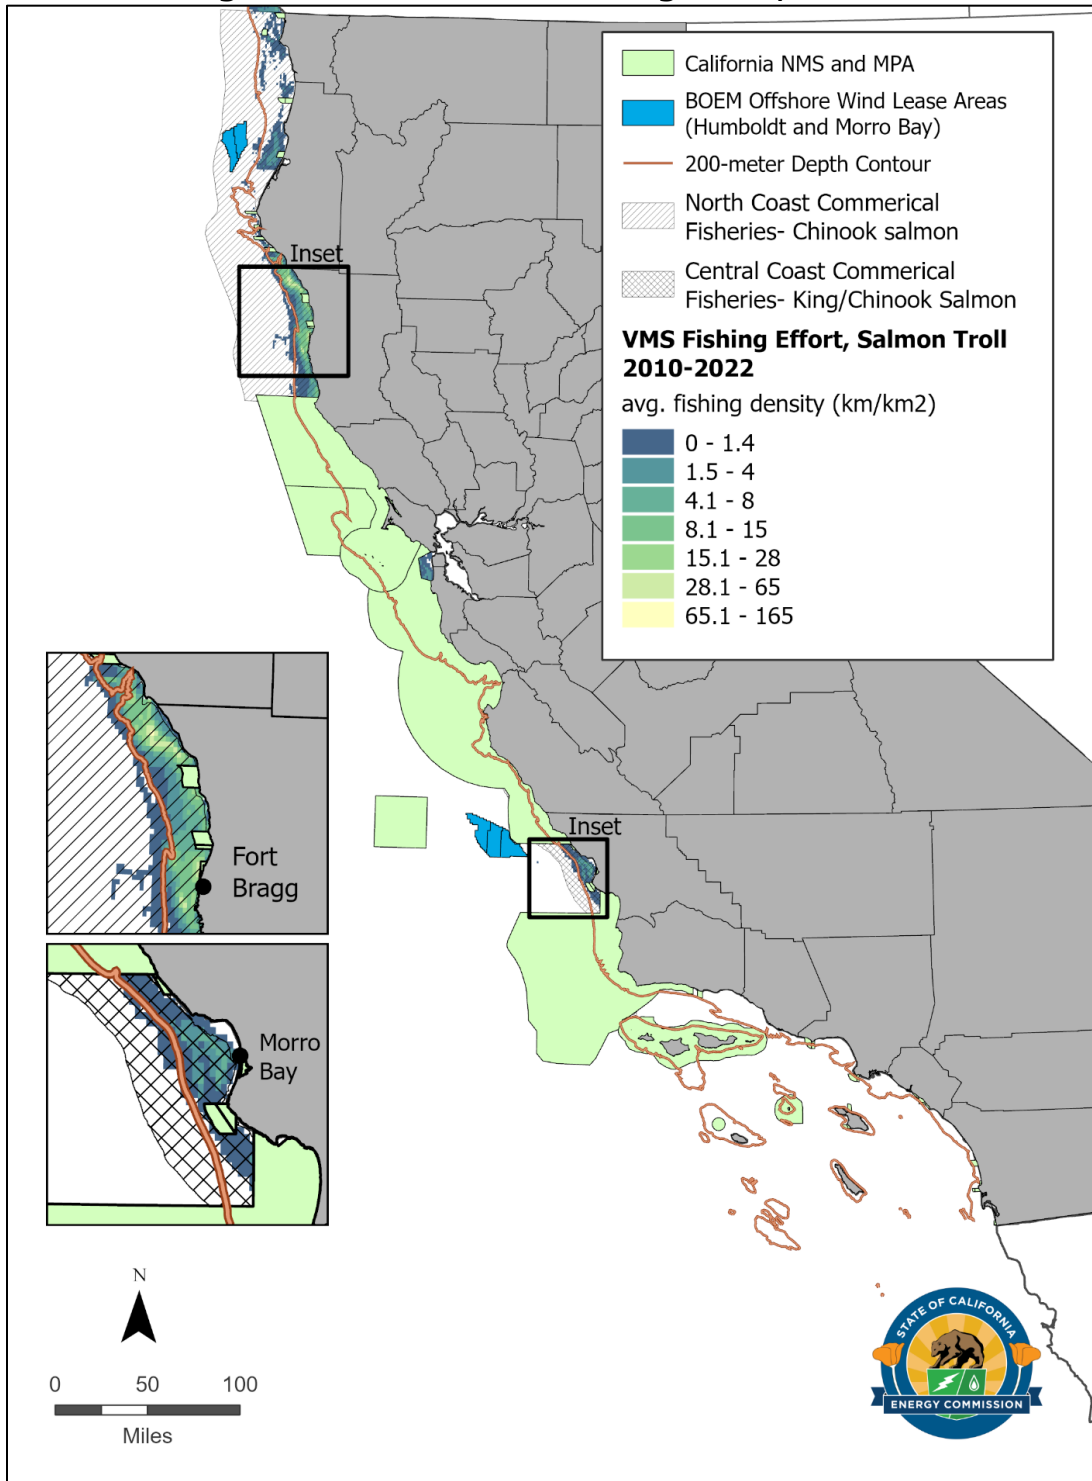 California NMS and MPA
BOEM Offshore Wind Lease Areas
(Humboldt and Morro Bay)
200-meter Depth Contour
North Coast Commerical
Fisheries- Chinook salmon
Central Coast Commerical
Fisheries- King/Chinook Salmon
VMS Fishing Effort, Salmon Troll
2010-2022
avg. fishing density (km/km2)
0 - 1.4
1.5 - 4
4.1 - 8
8.1 - 15
15.1 - 28
28.1 - 65
65.1 - 165
Inset
Inset
Fort
Bragg
Morro
Bay
N
0 50 100
Miles
STATE OF CALIFORNIA
ENERGY COMMISSION